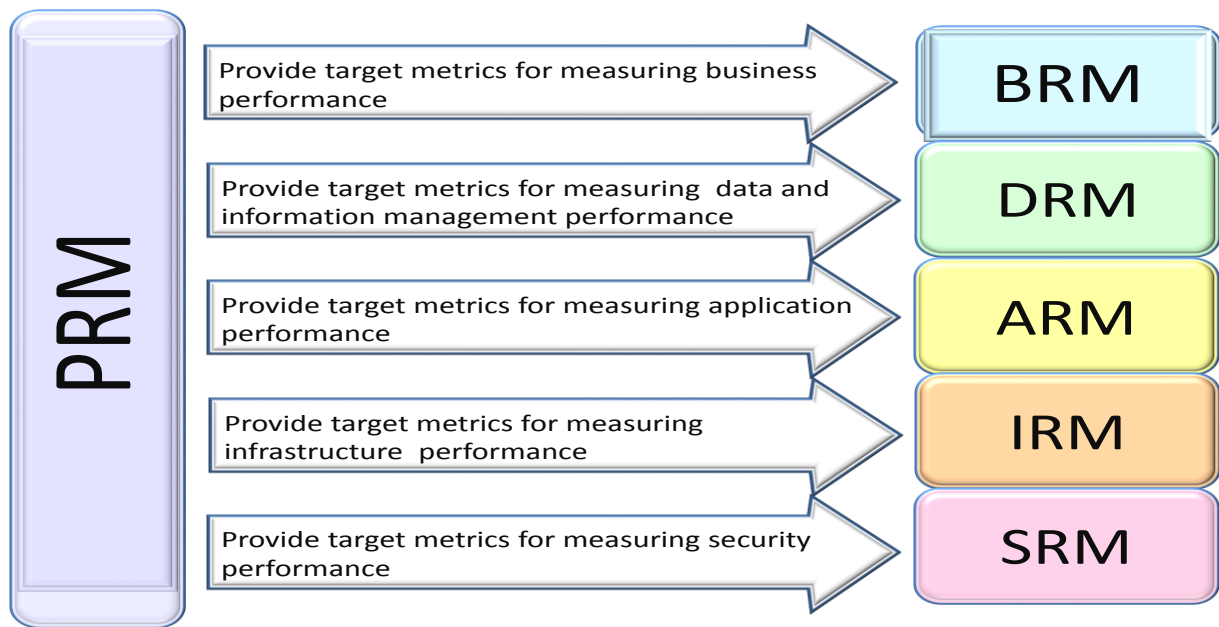 PRM
Provide target metrics for measuring business
performance
BRM
Provide target metrics for measuring  data and
information management performance
DRM
Provide target metrics for measuring application
performance
ARM
Provide target metrics for measuring
infrastructure  performance
IRM
Provide target metrics for measuring security
performance
SRM